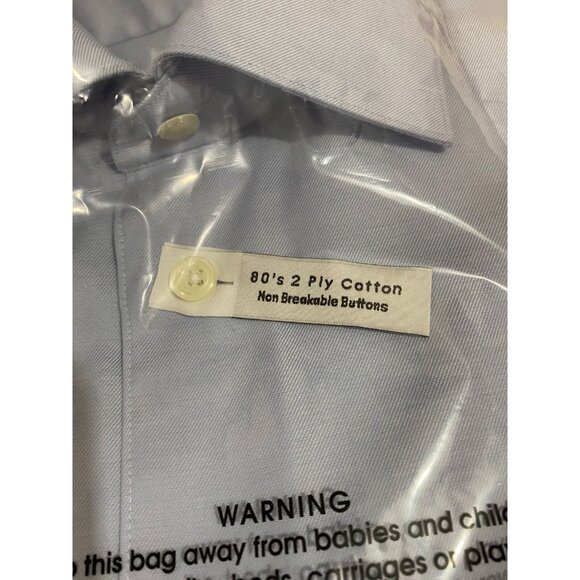 80's 2 Ply Cotton
Non Breakable Buttons
WARNING
this bag away from babies and
carriages or